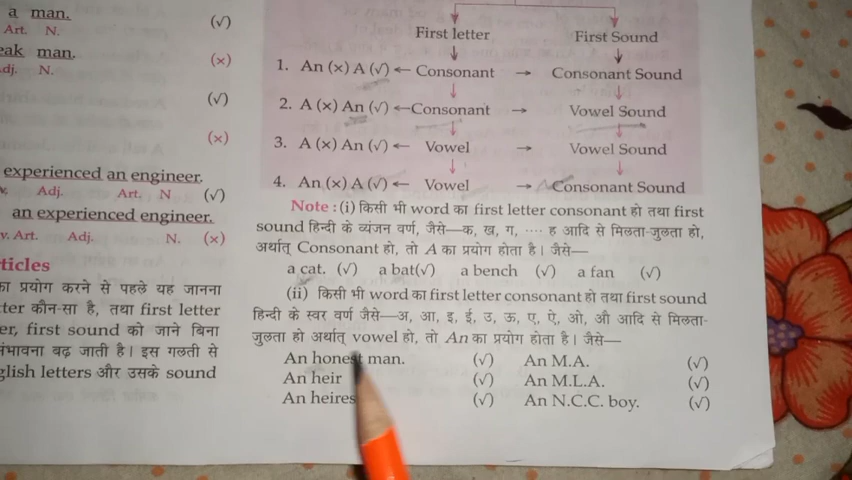 a man. (√)
Art. N.
eak man. (×)
dj. N.
(√)
(×)
experienced an engineer.
v. Adj. Art. N (√)
an experienced engineer.
v. Art. Adj. N. (×)
ticles
का प्रयोग करने से पहले यह जानना
tter कौन-सा है, तथा first letter
er, first sound को जाने बिना
संभावना बढ़ जाती है। इस गलती से
glish letters और उसके sound
First letter First Sound
1. An (×) A (√) ← Consonant → Consonant Sound
2. A (×) An (√) ← Consonant → Vowel Sound
3. A (×) An (√) ← Vowel → Vowel Sound
4. An (×) A (√) ← Vowel → Consonant Sound
Note : (i) किसी भी word का first letter consonant हो तथा first
sound हिन्दी के व्यंजन वर्ण, जैसे—क, ख, ग, .... ह आदि से मिलता-जुलता हो,
अर्थात् Consonant हो, तो A का प्रयोग होता है। जैसे—
a cat. (√) a bat(√) a bench (√) a fan (√)
(ii) किसी भी word का first letter consonant हो तथा first sound
हिन्दी के स्वर वर्ण जैसे—अ, आ, इ, ई, उ, ऊ, ए, ऐ, ओ, औ आदि से मिलता-
जुलता हो अर्थात् vowel हो, तो An का प्रयोग होता है। जैसे—
An honest man. (√) An M.A. (√)
An heir (√) An M.L.A. (√)
An heires (√) An N.C.C. boy. (√)